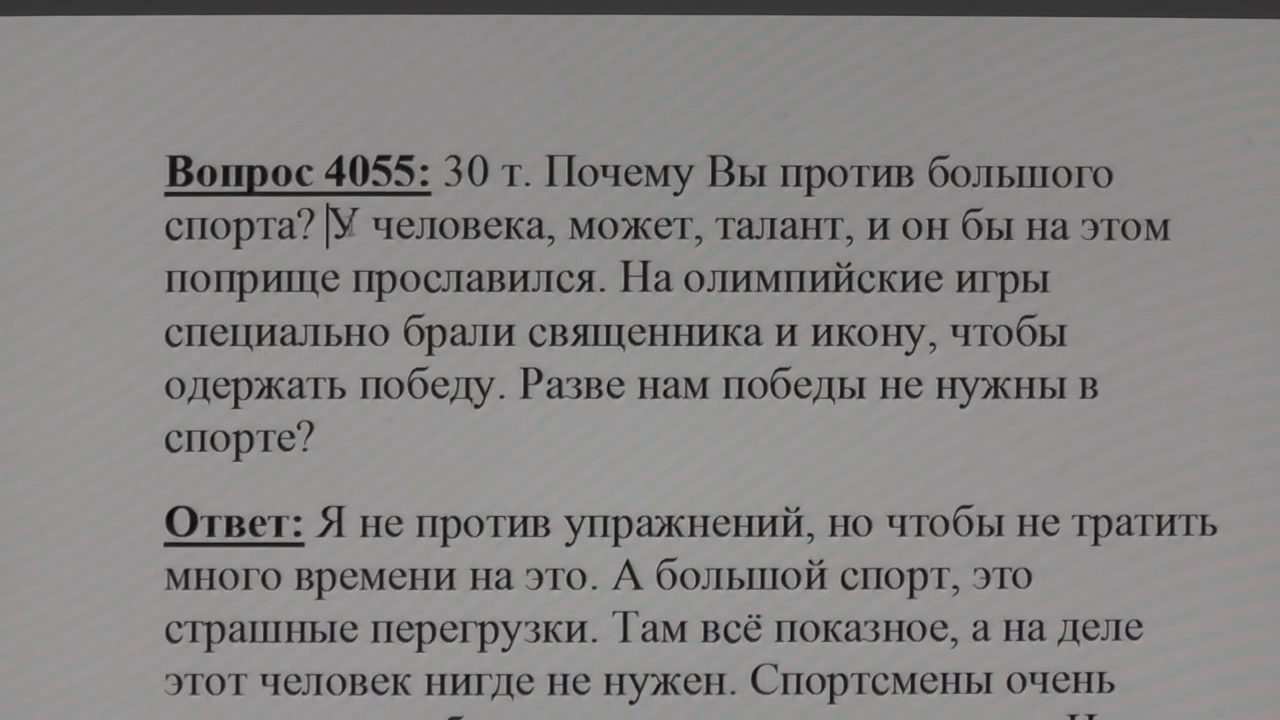 Вопрос 4055: 30 т. Почему Вы против большого
спорта? У человека, может, талант, и он бы на этом
поприще прославился. На олимпийские игры
специально брали священника и икону, чтобы
одержать победу. Разве нам победы не нужны в
спорте?
Ответ: Я не против упражнений, но чтобы не тратить
много времени на это. А большой спорт, это
страшные перегрузки. Там всё показное, а на деле
этот человек нигде не нужен. Спортсмены очень